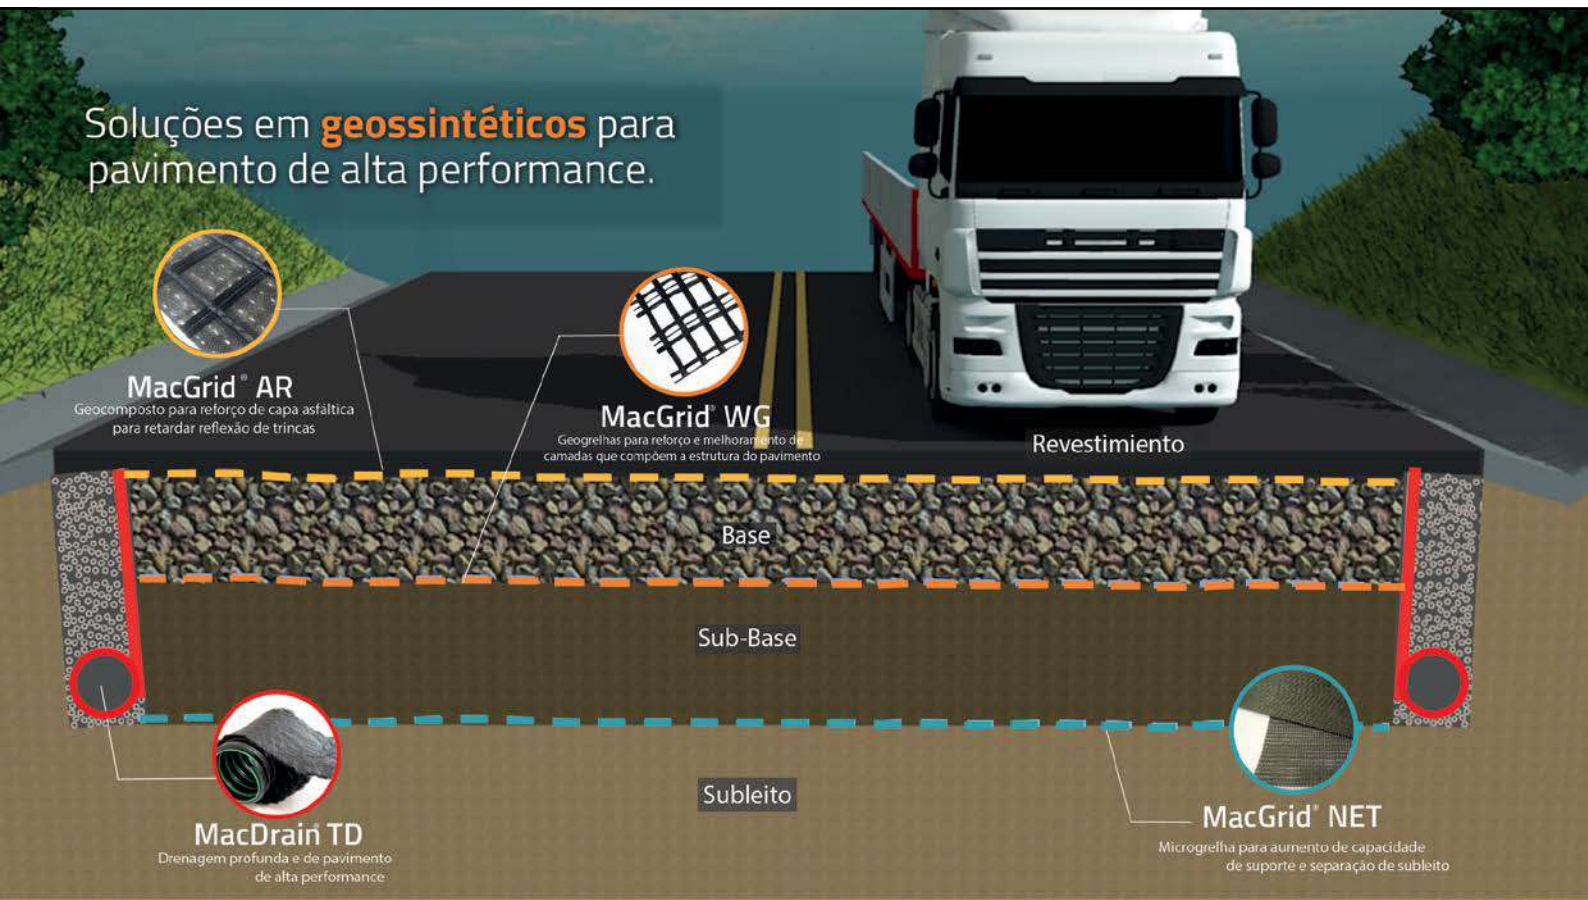 Soluções em geossintéticos para
pavimento de alta performance.
MacGrid® AR
Geocomposto para reforço de capa asfáltica
para retardar reflexão de trincas
MacGrid® WG
Geogrelhas para reforço e melhoramento de
camadas que compõem a estrutura do pavimento
Revestimiento
Base
Sub-Base
Subleito
MacDrain® TD
Drenagem profunda e de pavimento
de alta performance
MacGrid® NET
Microgrelha para aumento de capacidade
de suporte e separação de subleito